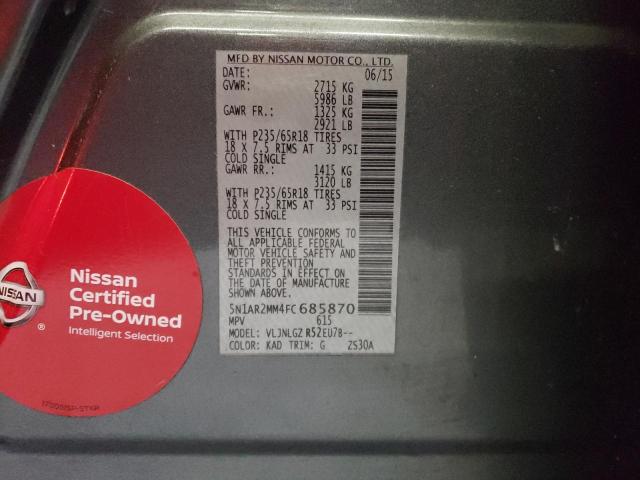 MFD BY NISSAN MOTOR CO., LTD.
DATE: 06/15
GVWR: 2715 KG
5986 LB
GAWR FR.: 1325 KG
2921 LB
WITH P235/65R18 TIRES
18 X 7.5 RIMS AT 33 PSI
COLD SINGLE
GAWR RR.: 1415 KG
3120 LB
WITH P235/65R18 TIRES
18 X 7.5 RIMS AT 33 PSI
COLD SINGLE
THIS VEHICLE CONFORMS TO
ALL APPLICABLE FEDERAL
MOTOR VEHICLE SAFETY AND
THEFT PREVENTION
STANDARDS IN EFFECT ON
THE DATE OF MANUFACTURE
SHOWN ABOVE.
5N1AR2MM4FC685870
MPV 615
MODEL: VLJNLGZ R52EU78--
COLOR: KAD TRIM: G 2S30A
NISSAN
®
Nissan
Certified
Pre-Owned
Intelligent Selection